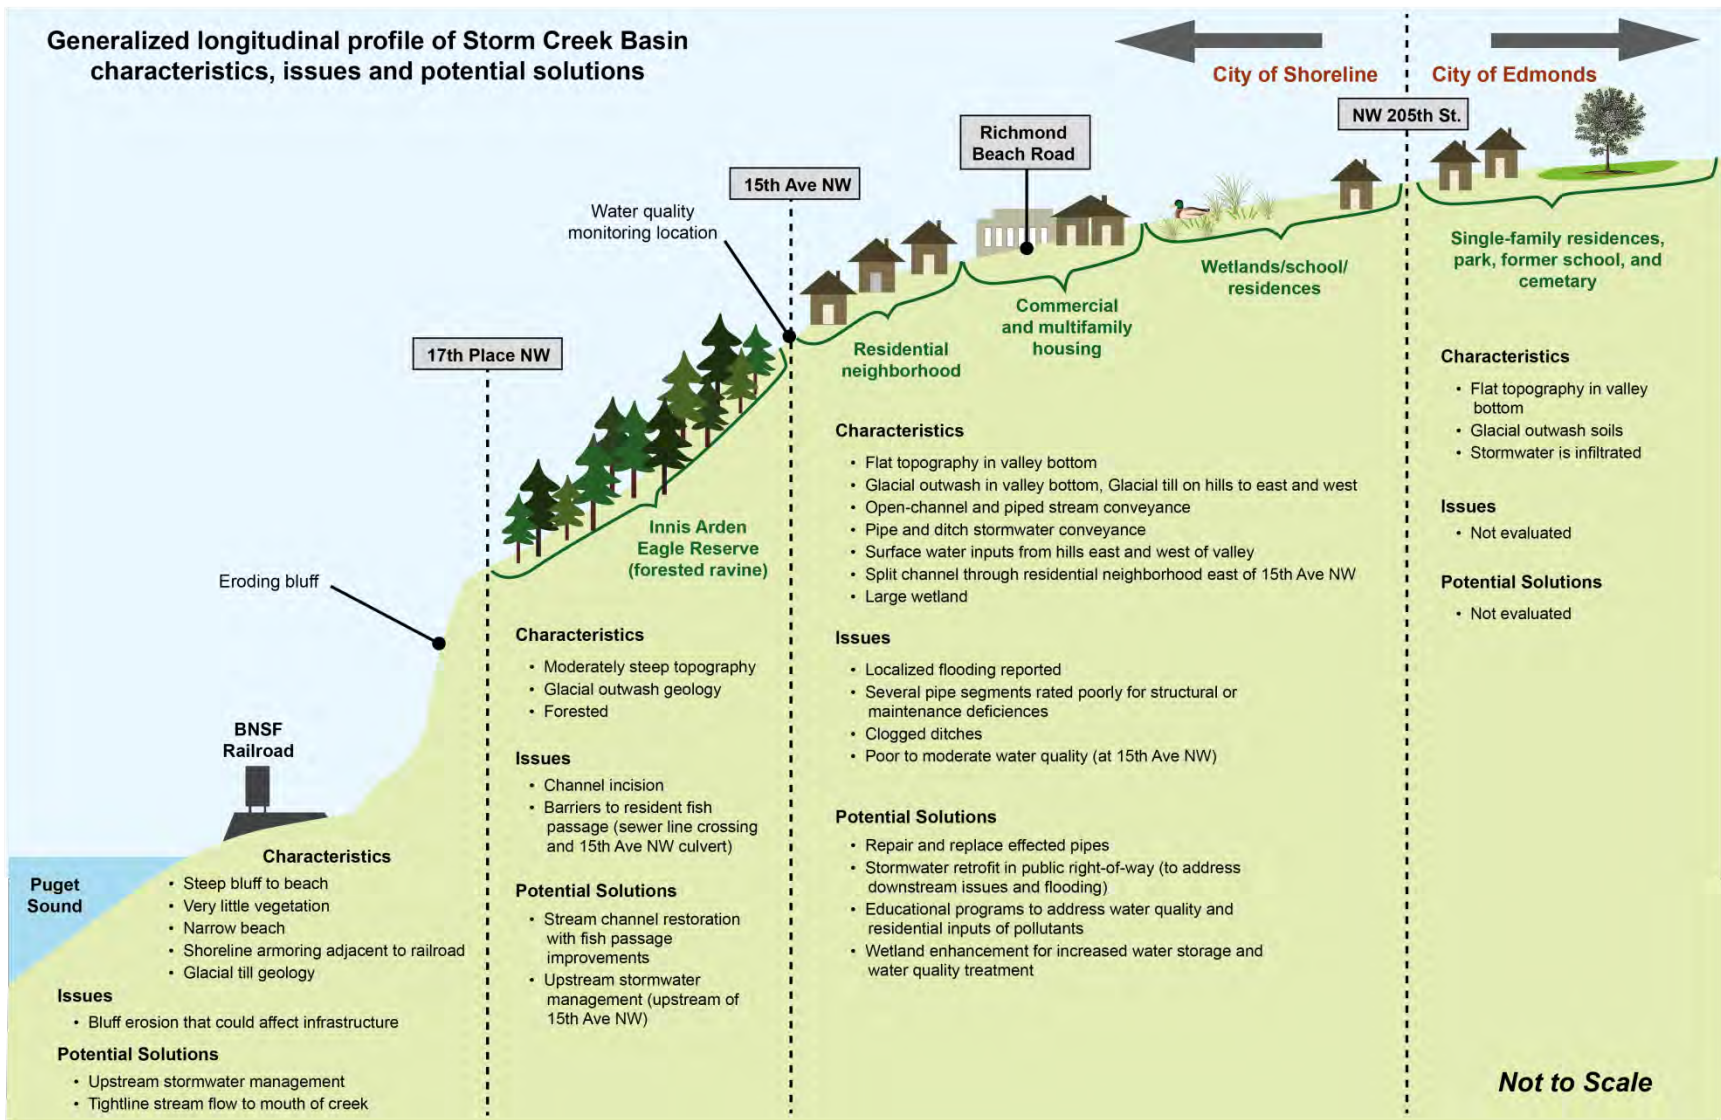 Generalized longitudinal profile of Storm Creek Basin
characteristics, issues and potential solutions
City of Shoreline
City of Edmonds
NW 205th St.
Richmond
Beach Road
15th Ave NW
Water quality
monitoring location
17th Place NW
Eroding bluff
BNSF
Railroad
Puget
Sound
Innis Arden
Eagle Reserve
(forested ravine)
Residential
neighborhood
Commercial
and multifamily
housing
Wetlands/school/
residences
Single-family residences,
park, former school, and
cemetary
Characteristics
• Steep bluff to beach
• Very little vegetation
• Narrow beach
• Shoreline armoring adjacent to railroad
• Glacial till geology
Issues
• Bluff erosion that could affect infrastructure
Potential Solutions
• Upstream stormwater management
• Tightline stream flow to mouth of creek
Characteristics
• Moderately steep topography
• Glacial outwash geology
• Forested
Issues
• Channel incision
• Barriers to resident fish
passage (sewer line crossing
and 15th Ave NW culvert)
Potential Solutions
• Stream channel restoration
with fish passage
improvements
• Upstream stormwater
management (upstream of
15th Ave NW)
Characteristics
• Flat topography in valley bottom
• Glacial outwash in valley bottom, Glacial till on hills to east and west
• Open-channel and piped stream conveyance
• Pipe and ditch stormwater conveyance
• Surface water inputs from hills east and west of valley
• Split channel through residential neighborhood east of 15th Ave NW
• Large wetland
Issues
• Localized flooding reported
• Several pipe segments rated poorly for structural or
maintenance deficiences
• Clogged ditches
• Poor to moderate water quality (at 15th Ave NW)
Potential Solutions
• Repair and replace effected pipes
• Stormwater retrofit in public right-of-way (to address
downstream issues and flooding)
• Educational programs to address water quality and
residential inputs of pollutants
• Wetland enhancement for increased water storage and
water quality treatment
Characteristics
• Flat topography in valley
bottom
• Glacial outwash soils
• Stormwater is infiltrated
Issues
• Not evaluated
Potential Solutions
• Not evaluated
Not to Scale